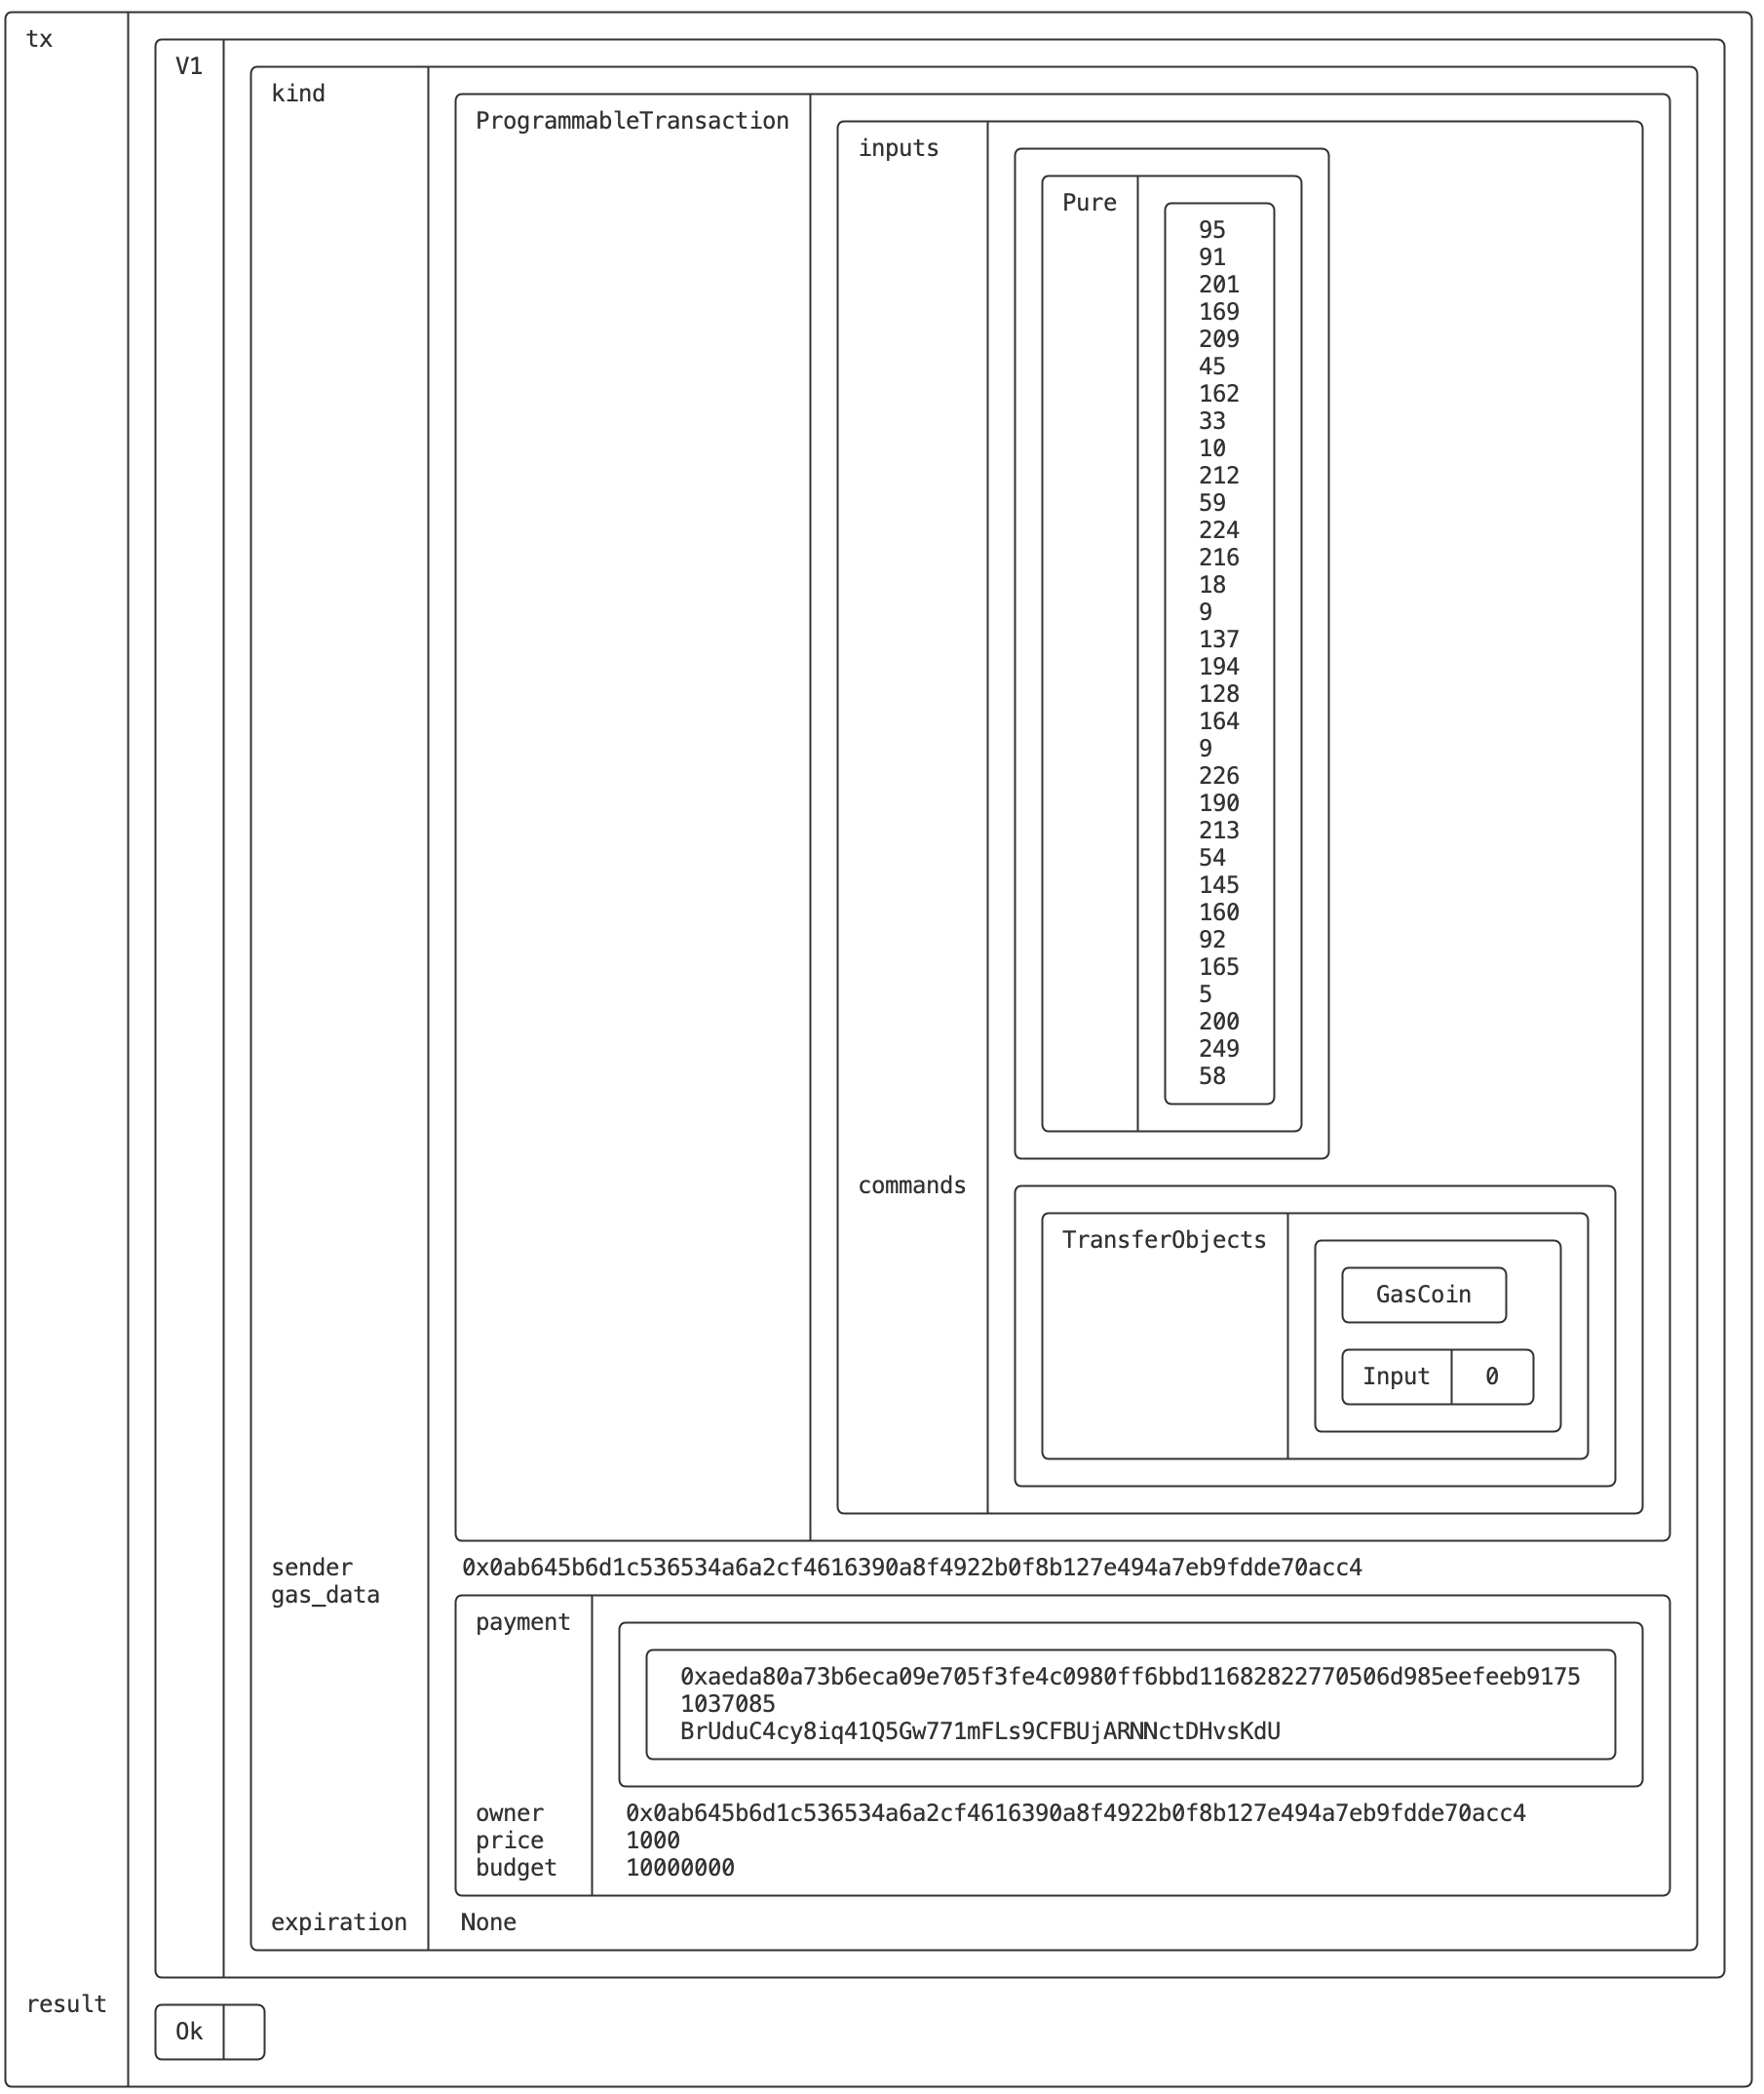 tx
V1
kind
ProgrammableTransaction
inputs
Pure
95
91
201
169
209
45
162
33
10
212
59
224
216
18
9
137
194
128
164
9
226
190
213
54
145
160
92
165
5
200
249
58
commands
TransferObjects
GasCoin
Input 0
sender 0x0ab645b6d1c536534a6a2cf4616390a8f4922b0f8b127e494a7eb9fdde70acc4
gas_data
payment
0xaeda80a73b6eca09e705f3fe4c0980ff6bbd11682822770506d985eefeeb9175
1037085
BrUduC4cy8iq41Q5Gw771mFLs9CFBUjARNNctDHvsKdU
owner 0x0ab645b6d1c536534a6a2cf4616390a8f4922b0f8b127e494a7eb9fdde70acc4
price 1000
budget 10000000
expiration None
result
Ok